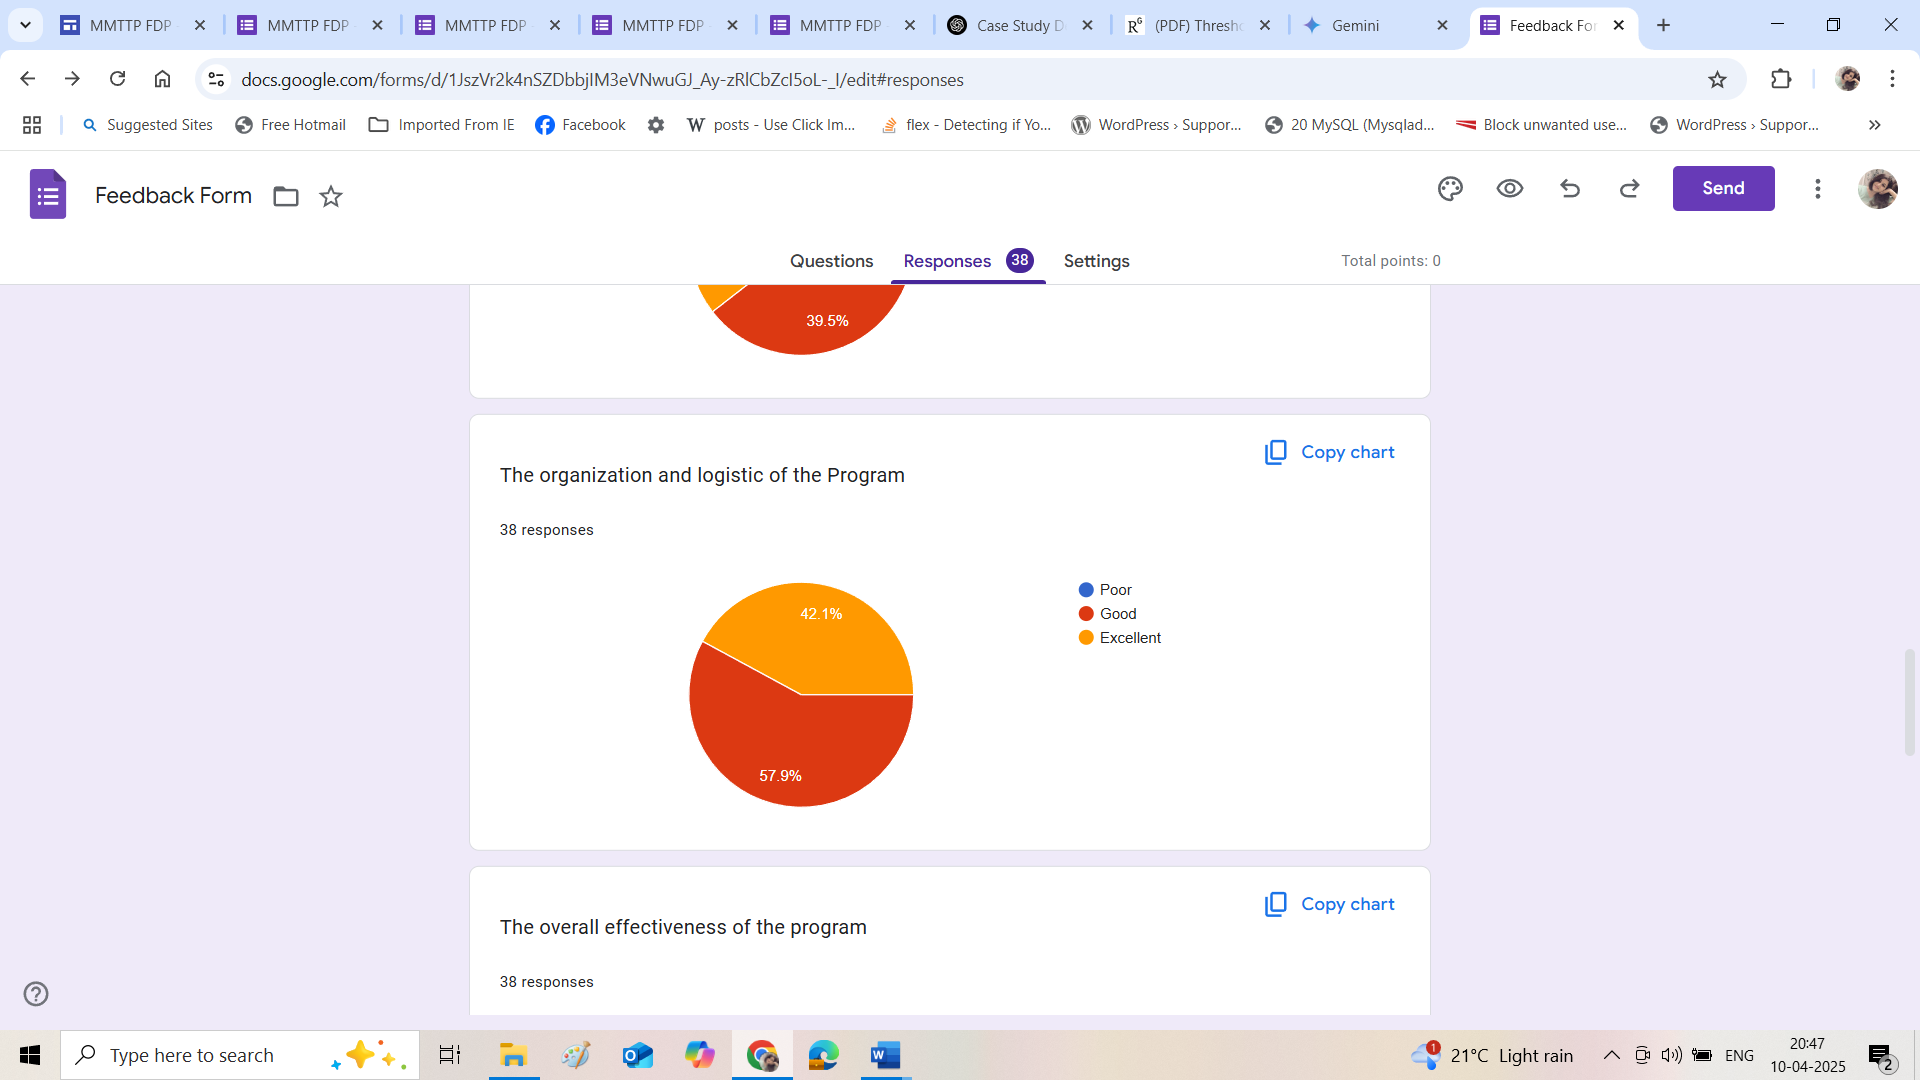 MMTTP FDP
MMTTP FDP
MMTTP FDP
MMTTP FDP
MMTTP FDP
Case Study D
(PDF) Thresho
Gemini
Feedback For
docs.google.com/forms/d/1JszVr2k4nSZDbbjIM3eVNwuGJ_Ay-zRlCbZcI5oL-_I/edit#responses
Suggested Sites
Free Hotmail
Imported From IE
Facebook
posts - Use Click Im...
flex - Detecting if Yo...
WordPress › Suppor...
20 MySQL (Mysqlad...
Block unwanted use...
WordPress › Suppor...
Feedback Form
Send
Questions
Responses 38
Settings
Total points: 0
39.5%
Copy chart
The organization and logistic of the Program
38 responses
42.1%
57.9%
Poor
Good
Excellent
Copy chart
The overall effectiveness of the program
38 responses
Type here to search
1
21°C Light rain
ENG
20:47
10-04-2025
2